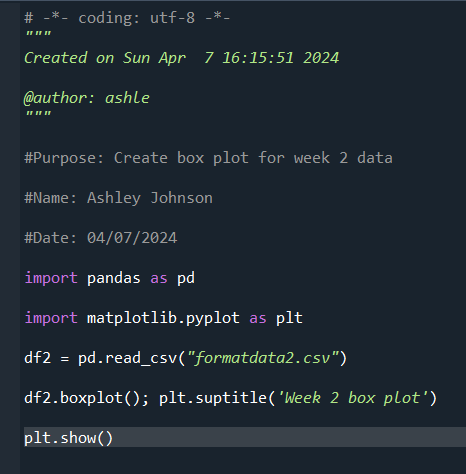 # -*- coding: utf-8 -*-
"""
Created on Sun Apr  7 16:15:51 2024
@author: ashle
"""
#Purpose: Create box plot for week 2 data
#Name: Ashley Johnson
#Date: 04/07/2024
import pandas as pd
import matplotlib.pyplot as plt
df2 = pd.read_csv("formatdata2.csv")
df2.boxplot(); plt.suptitle('Week 2 box plot')
plt.show()